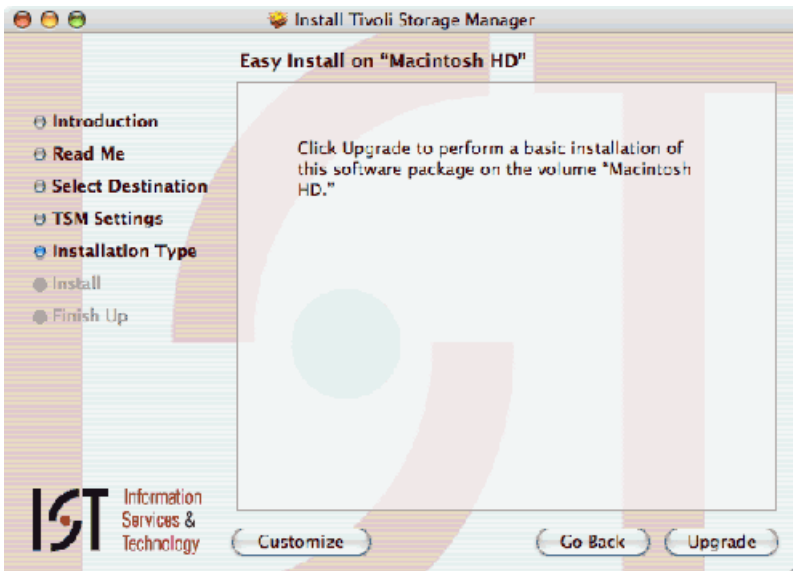 Install Tivoli Storage Manager
Easy Install on “Macintosh HD”
Introduction
Read Me
Select Destination
TSM Settings
Installation Type
Install
Finish Up
Click Upgrade to perform a basic installation of
this software package on the volume “Macintosh
HD.”
IST
Information
Services &
Technology
Customize
Go Back
Upgrade